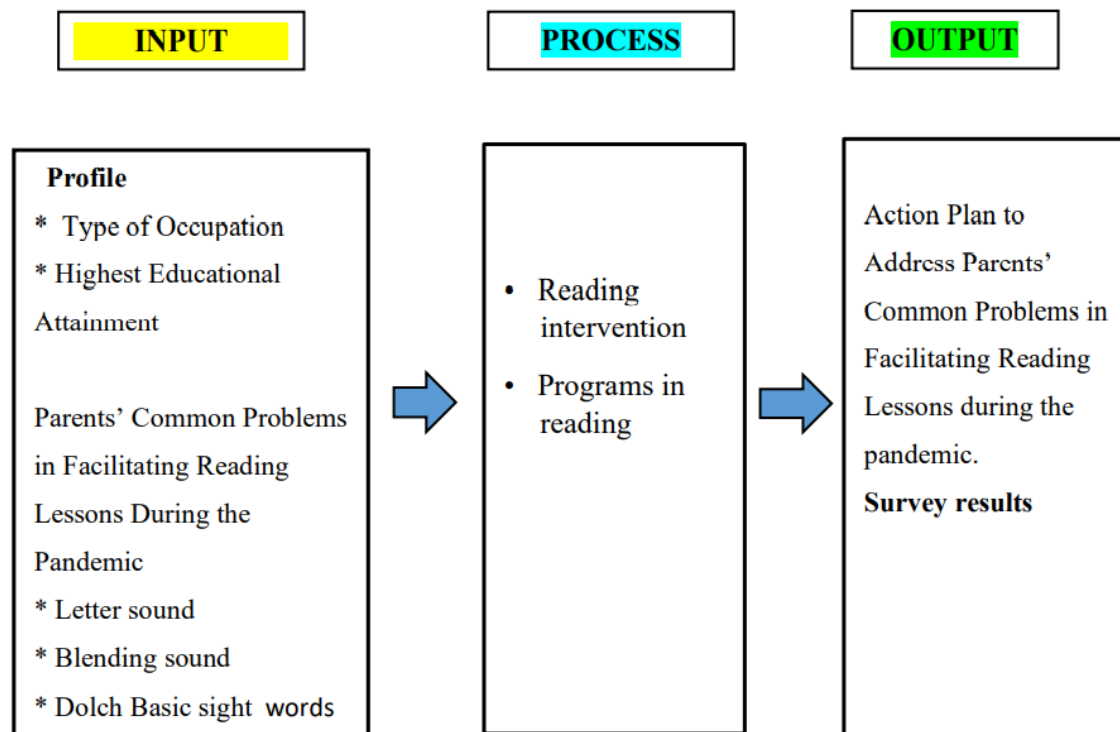 INPUT
PROCESS
OUTPUT
Profile
* Type of Occupation
* Highest Educational
Attainment
Parents’ Common Problems
in Facilitating Reading
Lessons During the
Pandemic
* Letter sound
* Blending sound
* Dolch Basic sight words
• Reading
intervention
• Programs in
reading
Action Plan to
Address Parents’
Common Problems in
Facilitating Reading
Lessons during the
pandemic.
Survey results